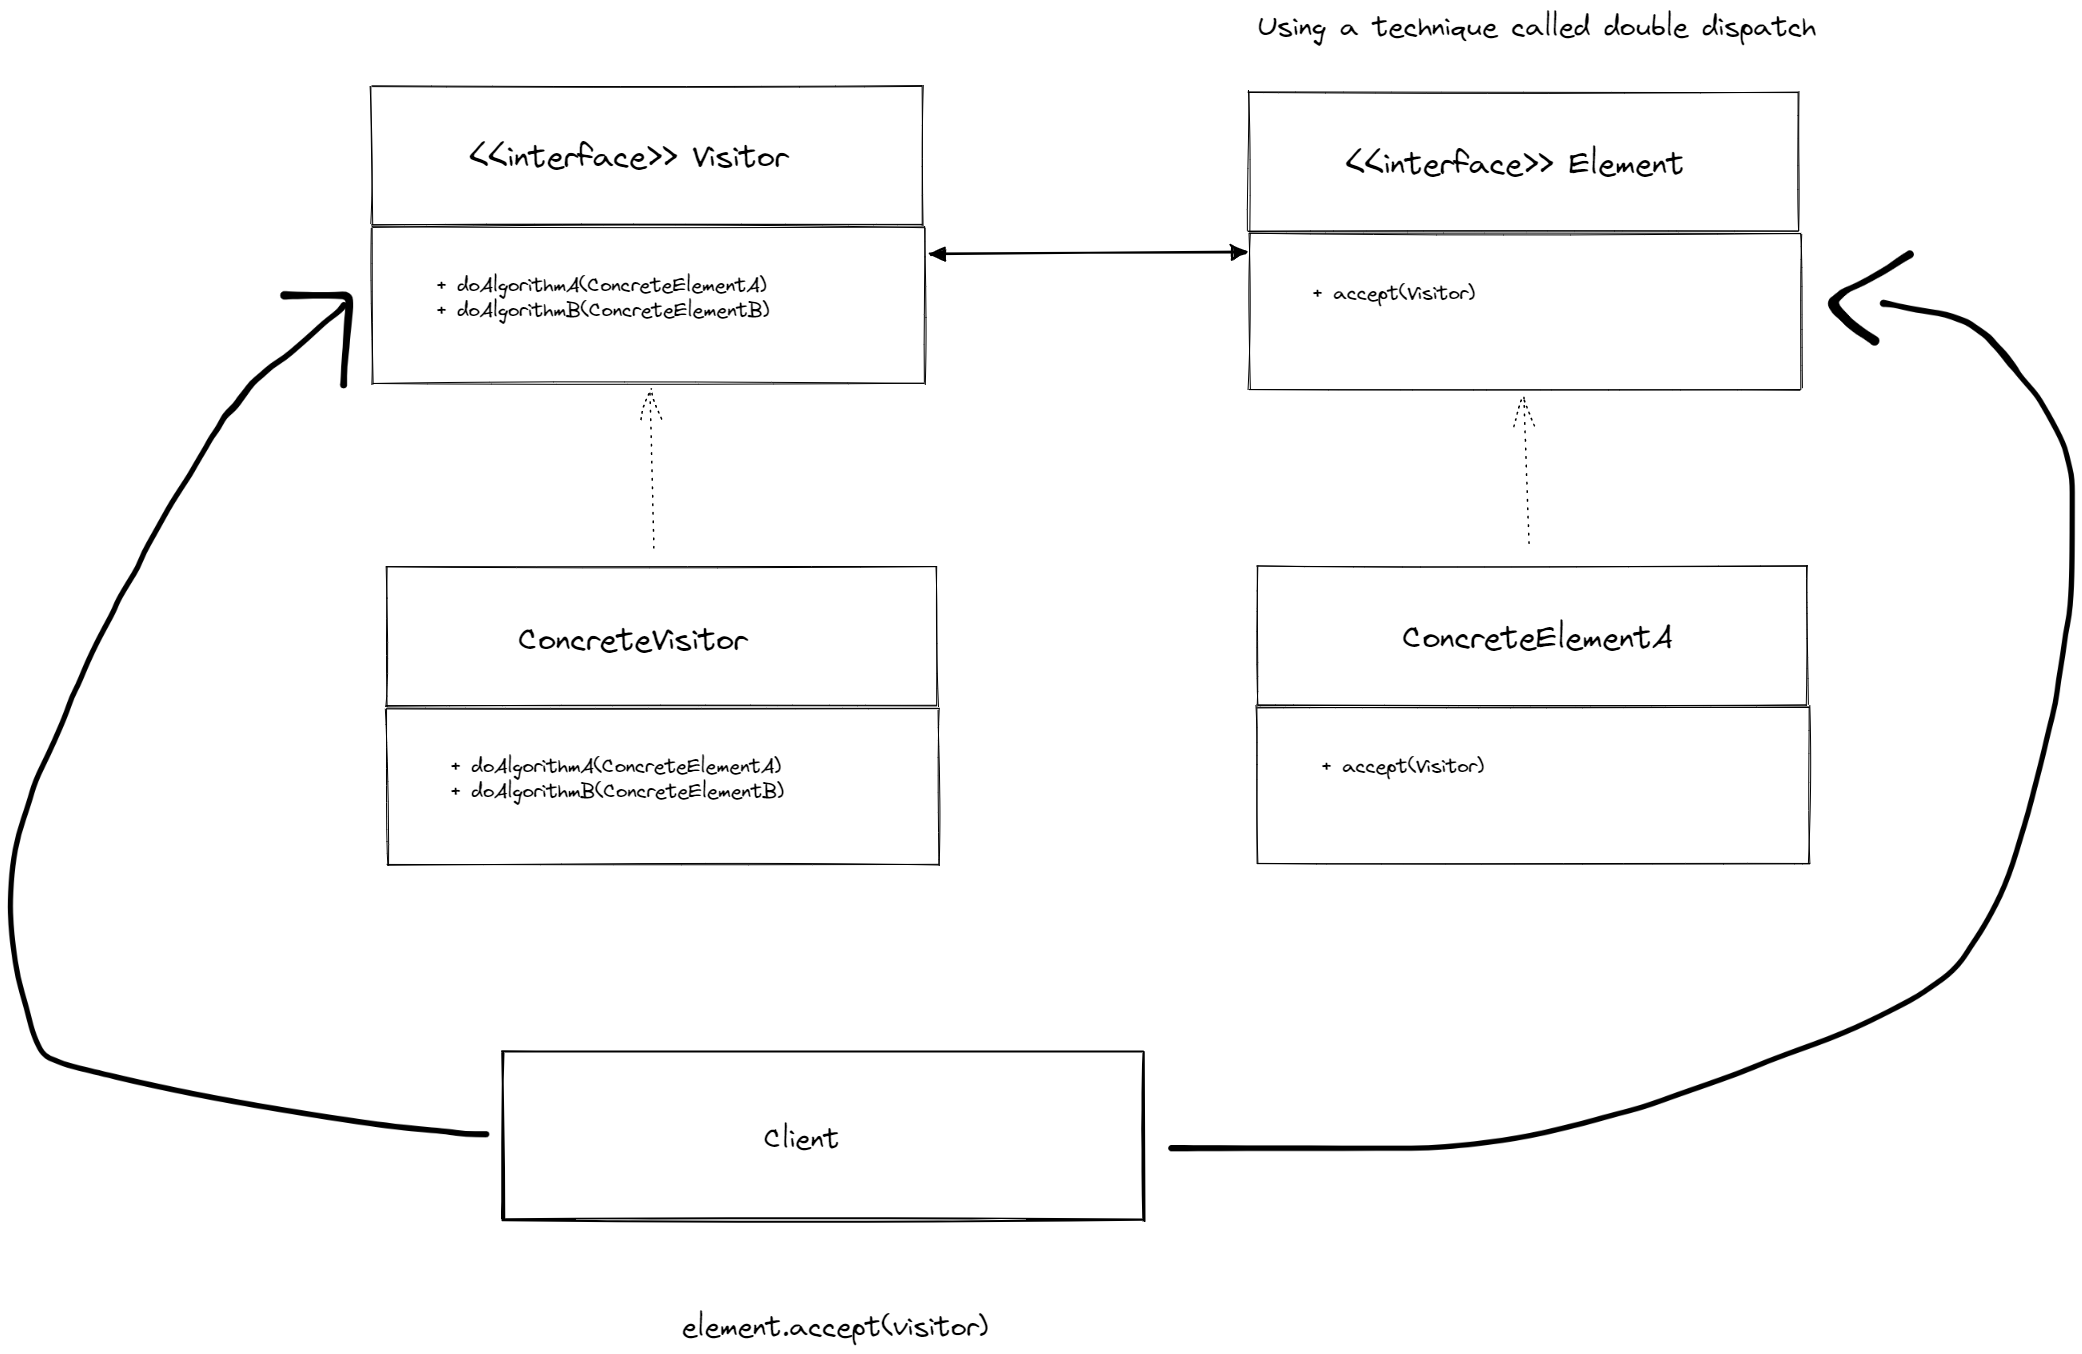 Using a technique called double dispatch
<<interface>> Visitor
+ doAlgorithmA(ConcreteElementA)
+ doAlgorithmB(ConcreteElementB)
<<interface>> Element
+ accept(Visitor)
ConcreteVisitor
+ doAlgorithmA(ConcreteElementA)
+ doAlgorithmB(ConcreteElementB)
ConcreteElementA
+ accept(Visitor)
Client
element.accept(visitor)